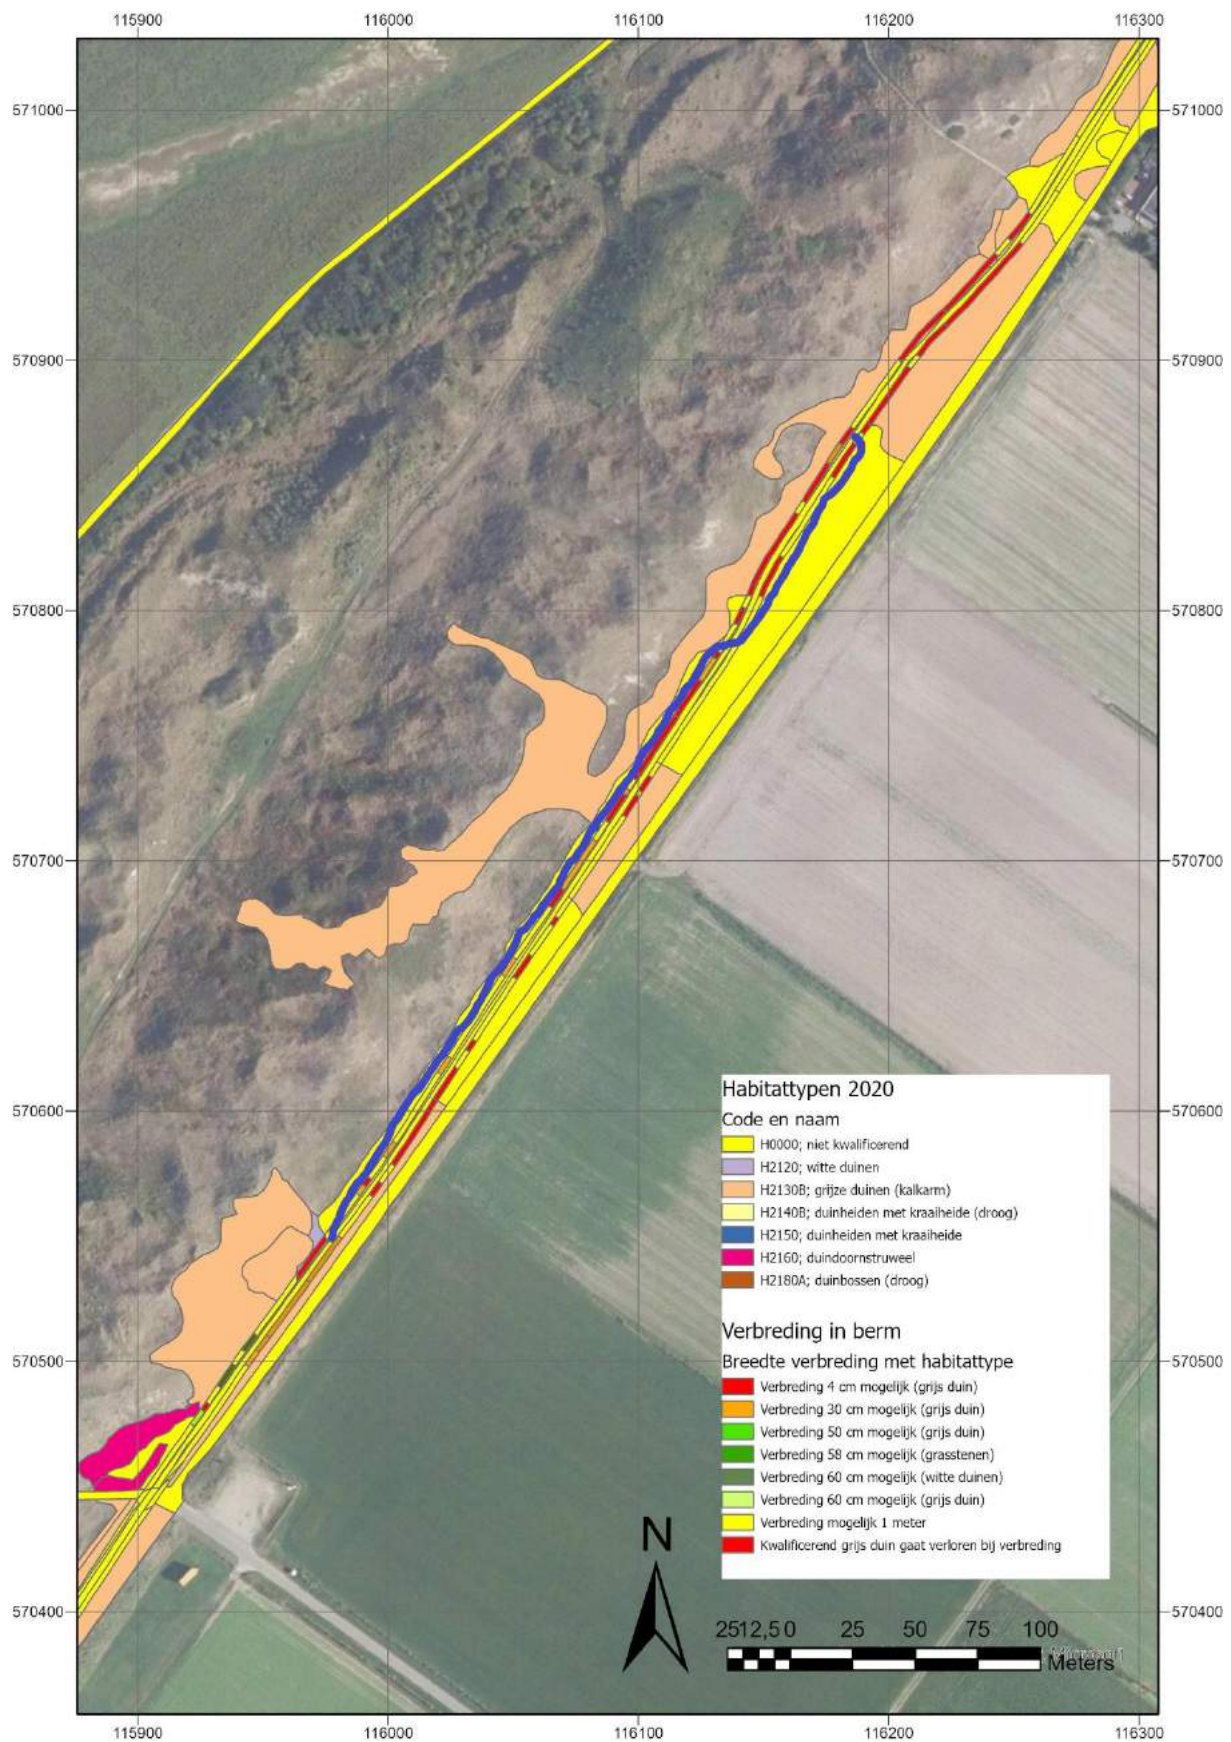 115900 116000 116100 116200 116300
571000 571000
570900 570900
570800 570800
570700 570700
570600 570600
570500 570500
570400 570400
Habitattypen 2020
Code en naam
H0000; niet kwalificerend
H2120; witte duinen
H2130B; grijze duinen (kalkarm)
H2140B; duinheiden met kraaiheide (droog)
H2150; duinheiden met kraaiheide
H2160; duindoornstruweel
H2180A; duinbossen (droog)
Verbreding in berm
Breedte verbreding met habitattype
Verbreding 4 cm mogelijk (grijs duin)
Verbreding 30 cm mogelijk (grijs duin)
Verbreding 50 cm mogelijk (grijs duin)
Verbreding 58 cm mogelijk (grasstenen)
Verbreding 60 cm mogelijk (witte duinen)
Verbreding 60 cm mogelijk (grijs duin)
Verbreding mogelijk 1 meter
Kwalificerend grijs duin gaat verloren bij verbreding
N
2512,5 0 25 50 75 100
Meters
115900 116000 116100 116200 116300